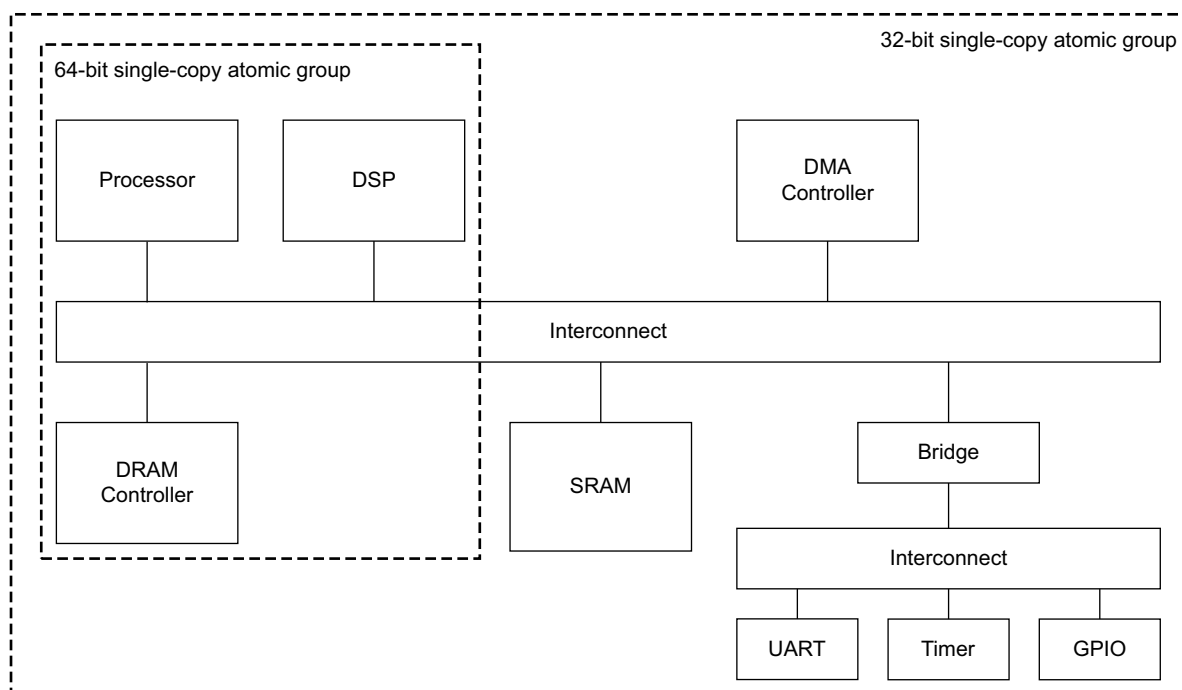 32-bit single-copy atomic group
64-bit single-copy atomic group
Processor
DSP
DMA
Controller
Interconnect
DRAM
Controller
SRAM
Bridge
Interconnect
UART
Timer
GPIO